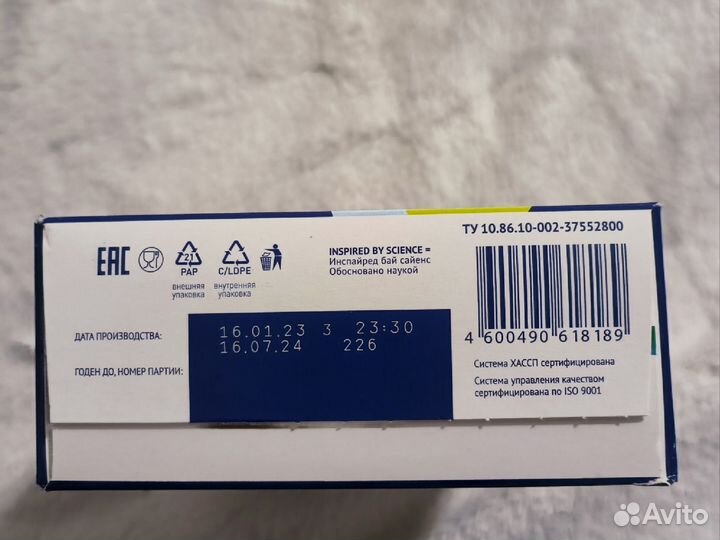 ТУ 10.86.10-002-37552800
EAC
21
PAP
C/LDPE
внешняя
упаковка
внутренняя
упаковка
INSPIRED BY SCIENCE =
Инспайред бай сайенс
Обосновано наукой
ДАТА ПРОИЗВОДСТВА:
16.01.23 3 23:30
ГОДЕН ДО, НОМЕР ПАРТИИ:
16.07.24 226
4 600490 618189
Система ХАССП сертифицирована
Система управления качеством
сертифицирована по ISO 9001
Avito